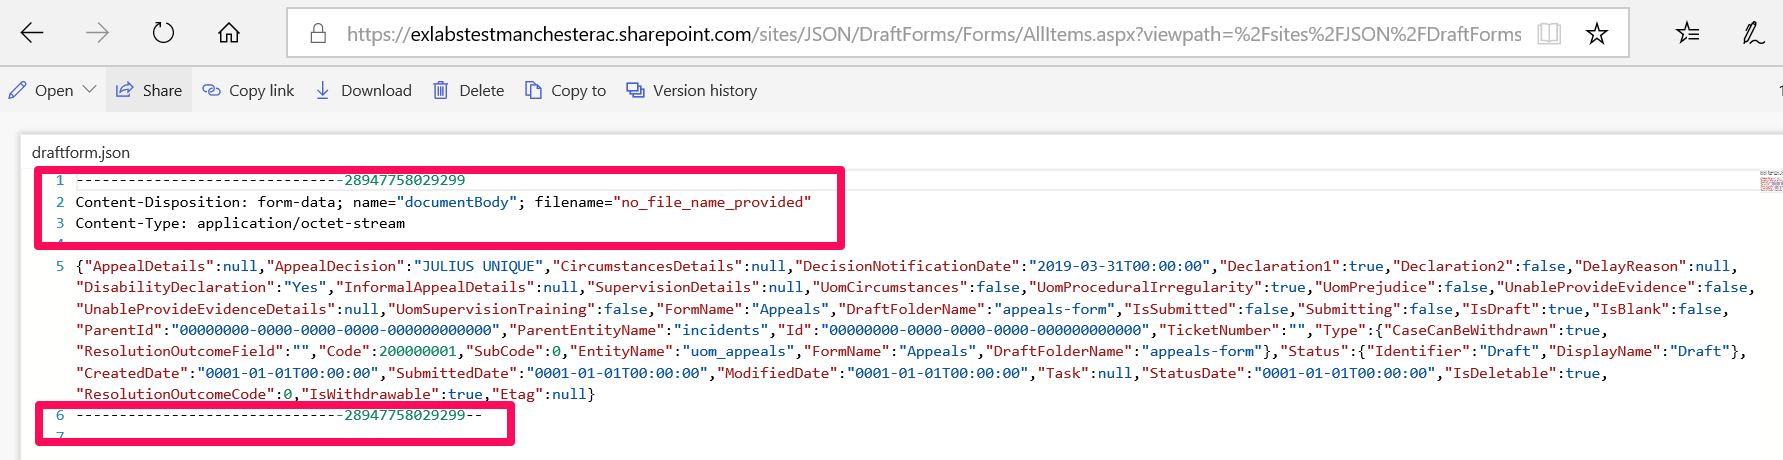 https://exlabstestmanchesterac.sharepoint.com/sites/JSON/DraftForms/Forms/AllItems.aspx?viewpath=%2Fsites%2FJSON%2FDraftForms
Open Share Copy link Download Delete Copy to Version history
draftform.json
1 -------------------------------28947758029299
2 Content-Disposition: form-data; name="documentBody"; filename="no_file_name_provided"
3 Content-Type: application/octet-stream
4
5 {"AppealDetails":null,"AppealDecision":"JULIUS UNIQUE","CircumstancesDetails":null,"DecisionNotificationDate":"2019-03-31T00:00:00","Declaration1":true,"Declaration2":false,"DelayReason":null,
"DisabilityDeclaration":"Yes","InformalAppealDetails":null,"SupervisionDetails":null,"UomCircumstances":false,"UomProceduralIrregularity":true,"UomPrejudice":false,"UnableProvideEvidence":false,
"UnableProvideEvidenceDetails":null,"UomSupervisionTraining":false,"FormName":"Appeals","DraftFolderName":"appeals-form","IsSubmitted":false,"Submitting":false,"IsDraft":true,"IsBlank":false,
"ParentId":"00000000-0000-0000-0000-000000000000","ParentEntityName":"incidents","Id":"00000000-0000-0000-0000-000000000000","TicketNumber":"","Type":{"CaseCanBeWithdrawn":true,
"ResolutionOutcomeField":"","Code":200000001,"SubCode":0,"EntityName":"uom_appeals","FormName":"Appeals","DraftFolderName":"appeals-form"},"Status":{"Identifier":"Draft","DisplayName":"Draft"},
"CreatedDate":"0001-01-01T00:00:00","SubmittedDate":"0001-01-01T00:00:00","ModifiedDate":"0001-01-01T00:00:00","Task":null,"StatusDate":"0001-01-01T00:00:00","IsDeletable":true,
"ResolutionOutcomeCode":0,"IsWithdrawable":true,"Etag":null}
6 -------------------------------28947758029299--
7